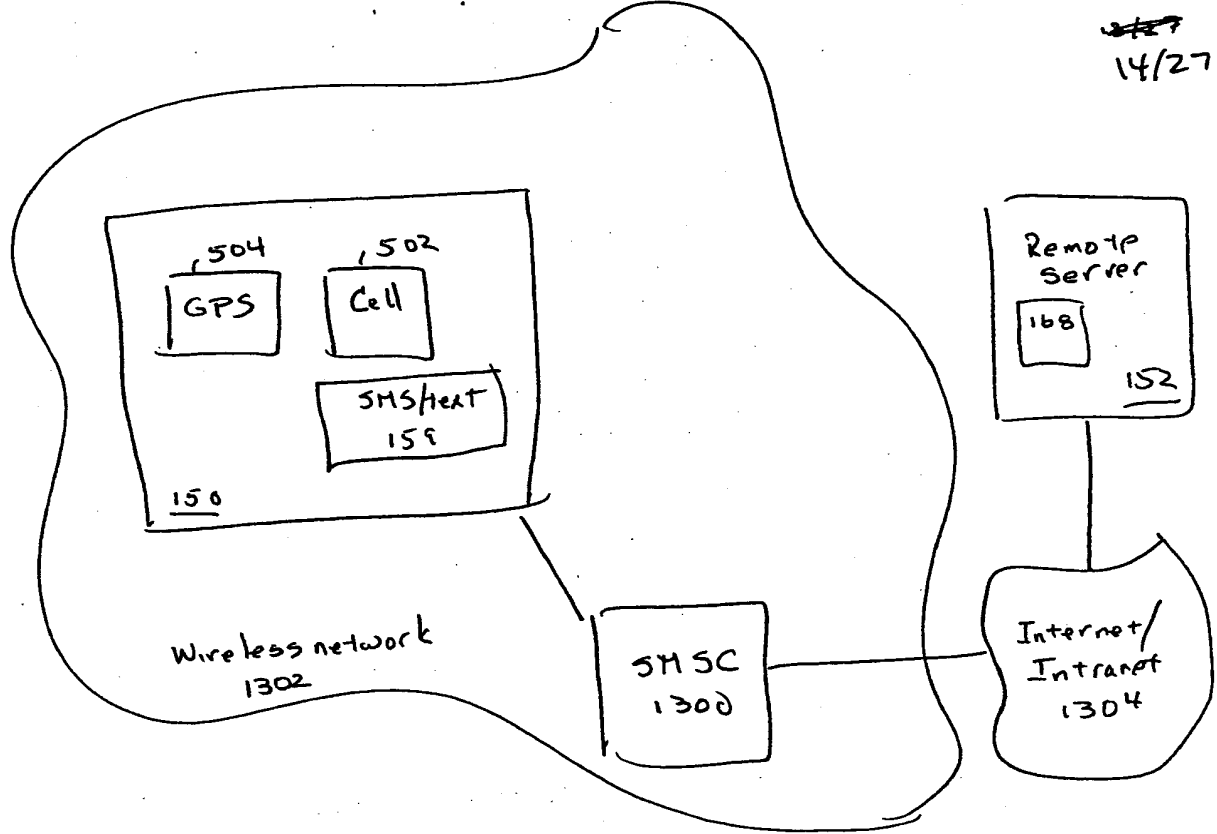 14/27
504
502
GPS
Cell
SMS/text
159
150
Remote
Server
168
152
Wireless network
1302
SMSC
1300
Internet/
Intranet
1304